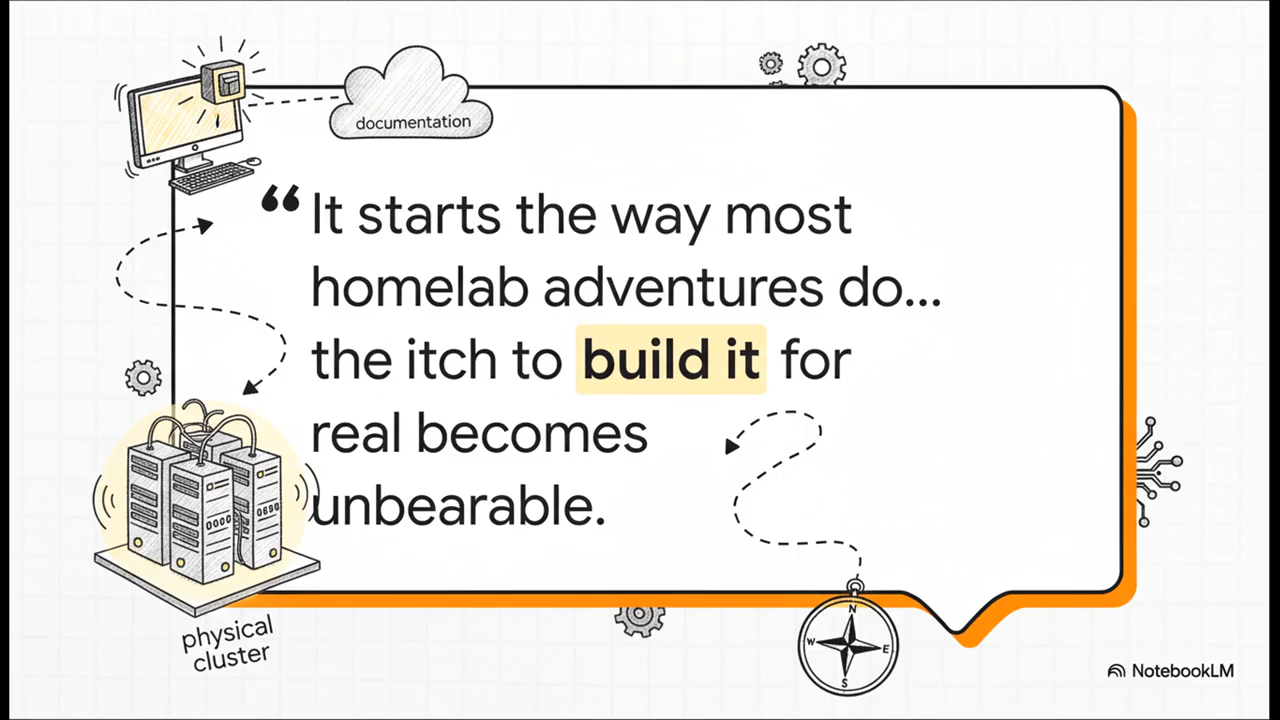 documentation
“It starts the way most
homelab adventures do...
the itch to build it for
real becomes
unbearable.
physical
cluster
N
W E
S
NotebookLM